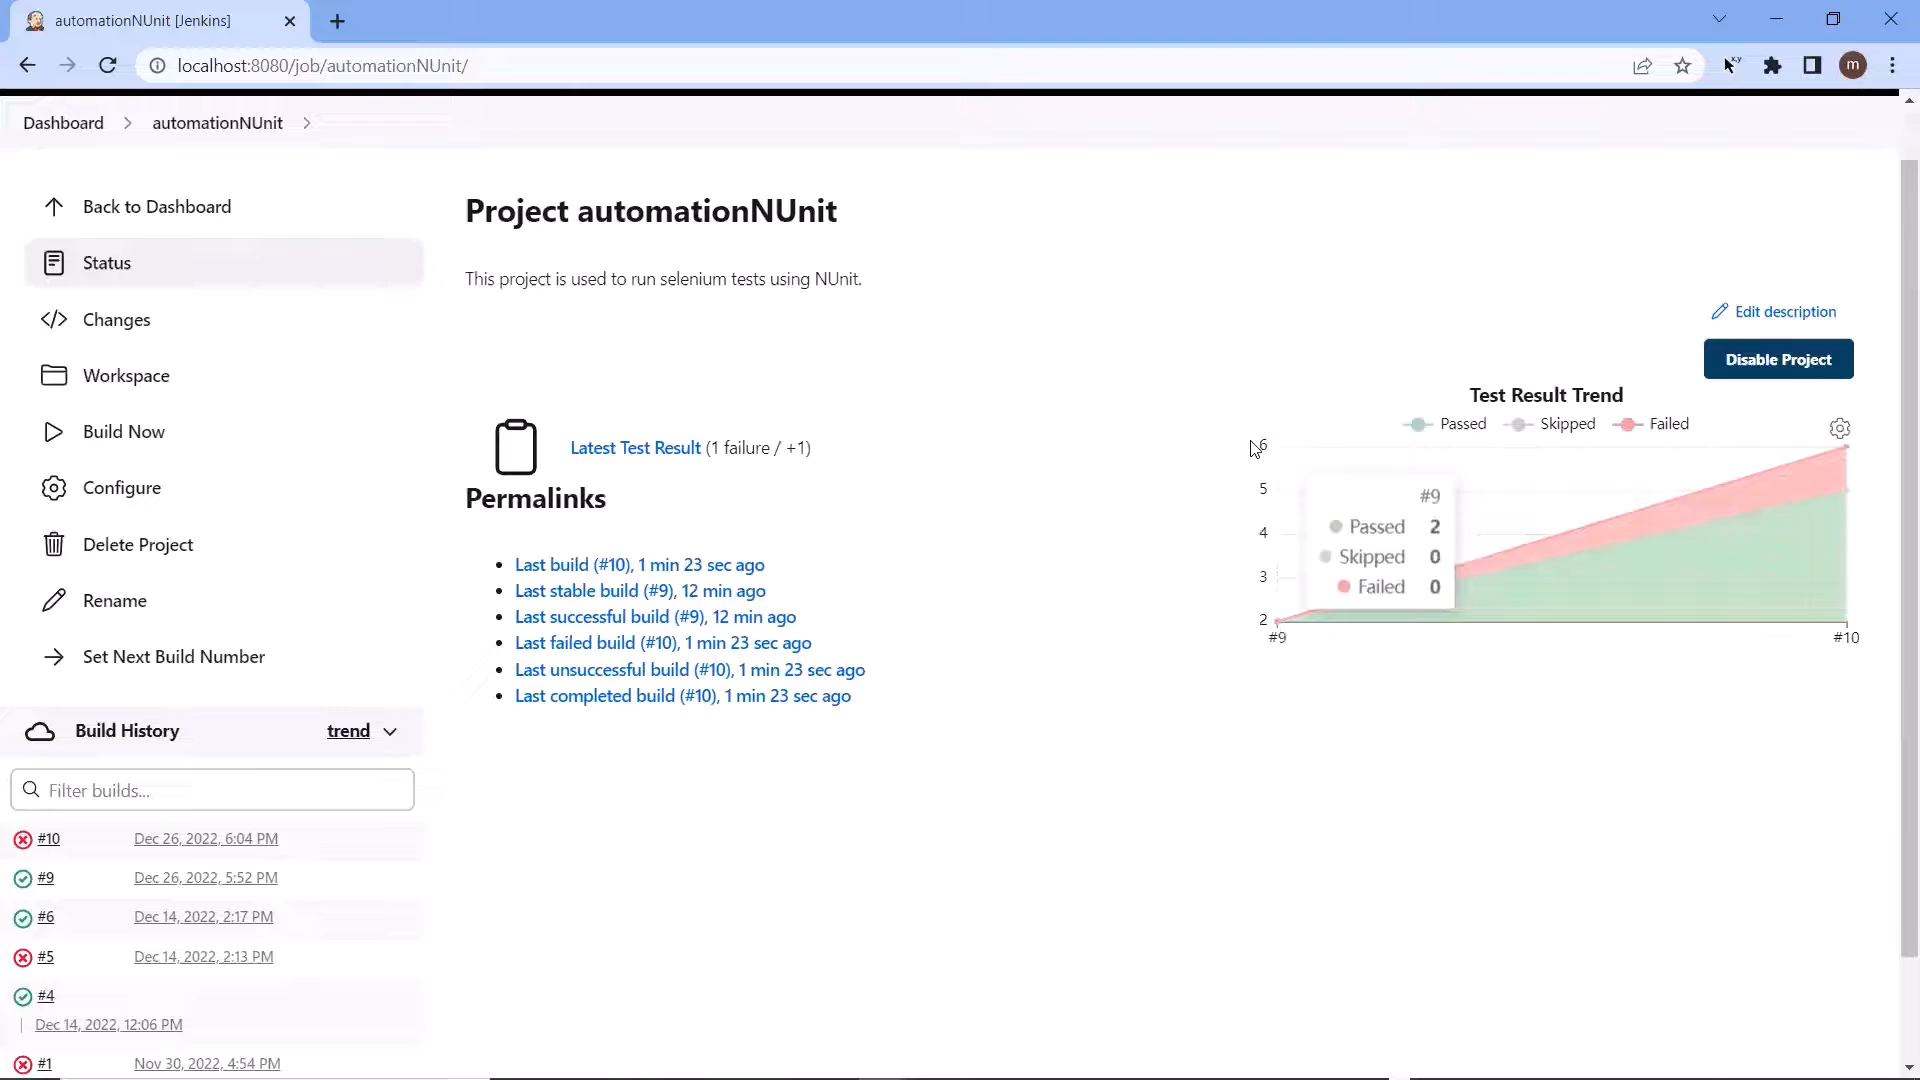 automationNUnit [Jenkins]
localhost:8080/job/automationNUnit/
m
Dashboard
automationNUnit
Back to Dashboard
Status
Changes
Workspace
Build Now
Configure
Delete Project
Rename
Set Next Build Number
Build History
trend
Filter builds...
#10 Dec 26, 2022, 6:04 PM
#9 Dec 26, 2022, 5:52 PM
#6 Dec 14, 2022, 2:17 PM
#5 Dec 14, 2022, 2:13 PM
#4
Dec 14, 2022, 12:06 PM
#1 Nov 30, 2022, 4:54 PM
Project automationNUnit
This project is used to run selenium tests using NUnit.
Edit description
Disable Project
Latest Test Result (1 failure / +1)
Permalinks
Last build (#10), 1 min 23 sec ago
Last stable build (#9), 12 min ago
Last successful build (#9), 12 min ago
Last failed build (#10), 1 min 23 sec ago
Last unsuccessful build (#10), 1 min 23 sec ago
Last completed build (#10), 1 min 23 sec ago
Test Result Trend
Passed Skipped Failed
6
5
4
3
2
#9
Passed 2
Skipped 0
Failed 0
#9 #10